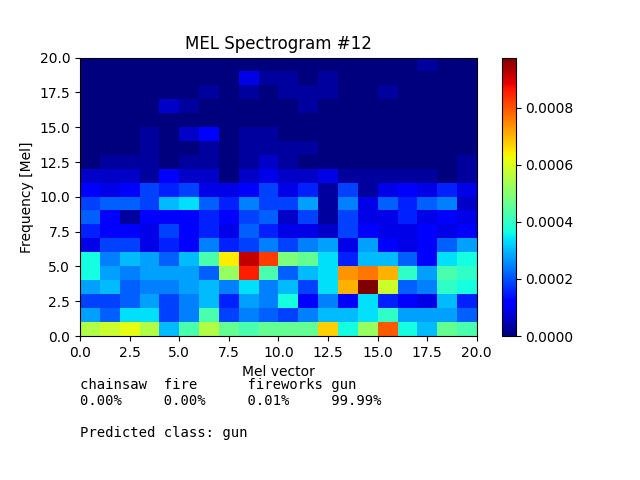 MEL Spectrogram #12
Frequency [Mel]
20.0
17.5
15.0
12.5
10.0
7.5
5.0
2.5
0.0
0.0 2.5 5.0 7.5 10.0 12.5 15.0 17.5 20.0
Mel vector
0.0008
0.0006
0.0004
0.0002
0.0000
chainsaw fire fireworks gun
0.00% 0.00% 0.01% 99.99%
Predicted class: gun